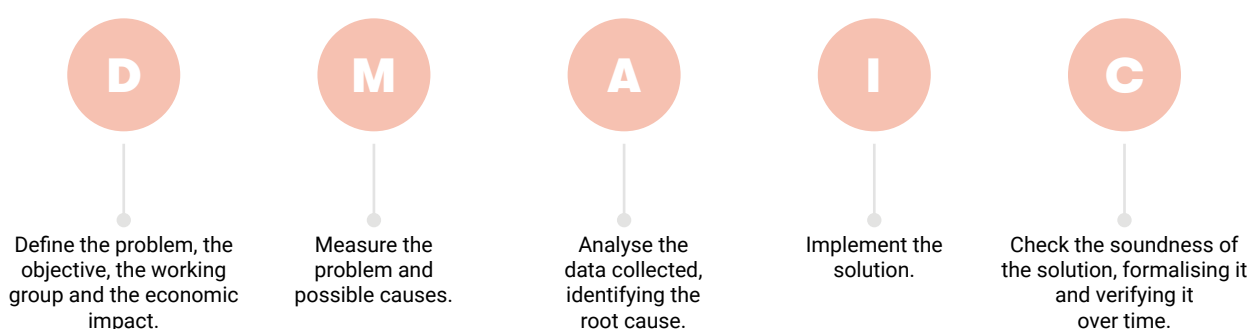 D
M
A
I
C
Define the problem, the
objective, the working
group and the economic
impact.
Measure the
problem and
possible causes.
Analyse the
data collected,
identifying the
root cause.
Implement the
solution.
Check the soundness of
the solution, formalising it
and verifying it
over time.